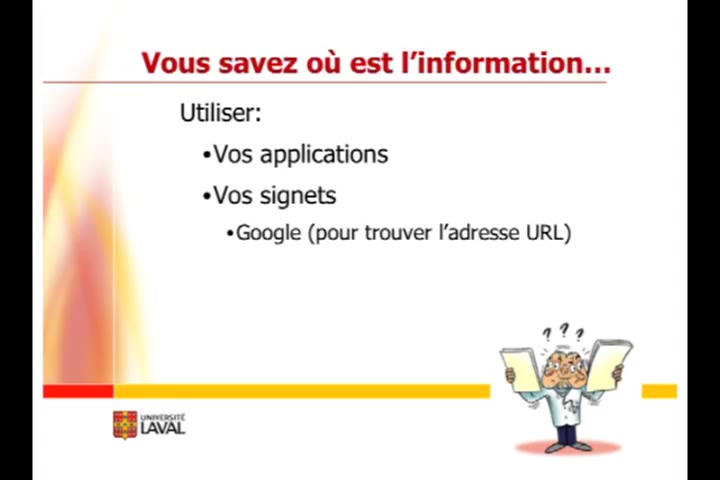 Vous savez où est l’information...
Utiliser:
•Vos applications
•Vos signets
•Google (pour trouver l’adresse URL)
? ? ?
UNIVERSITÉ
LAVAL